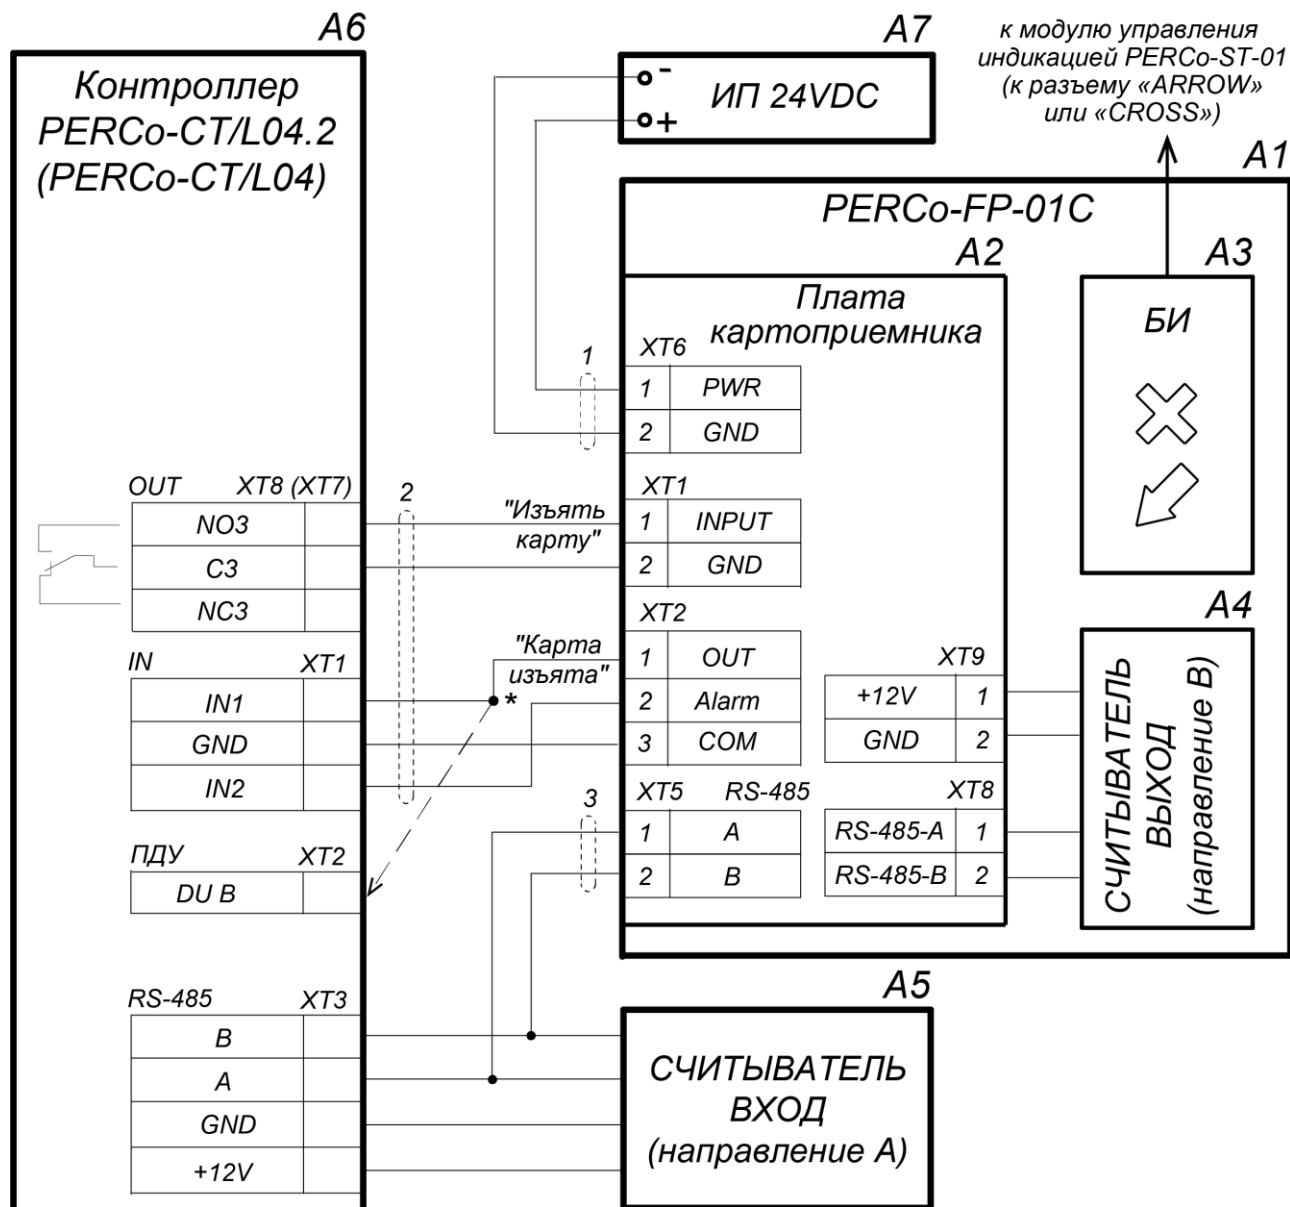 A6
Контроллер
PERCo-CT/L04.2
(PERCo-CT/L04)
A7
ИП 24VDC
-
+
к модулю управления
индикацией PERCo-ST-01
(к разъему «ARROW»
или «CROSS»)
A1
PERCo-FP-01C
A2
Плата
картоприемника
A3
БИ
1
XT6
1 PWR
2 GND
OUT XT8 (XT7)
NO3
C3
NC3
2
"Изъять
карту"
XT1
1 INPUT
2 GND
IN XT1
IN1
GND
IN2
"Карта
изъята"
*
XT2
1 OUT
2 Alarm
3 COM
XT9
+12V 1
GND 2
A4
СЧИТЫВАТЕЛЬ
ВЫХОД
(направление B)
ПДУ XT2
DU B
3
XT5 RS-485
1 A
2 B
XT8
RS-485-A 1
RS-485-B 2
RS-485 XT3
B
A
GND
+12V
A5
СЧИТЫВАТЕЛЬ
ВХОД
(направление A)